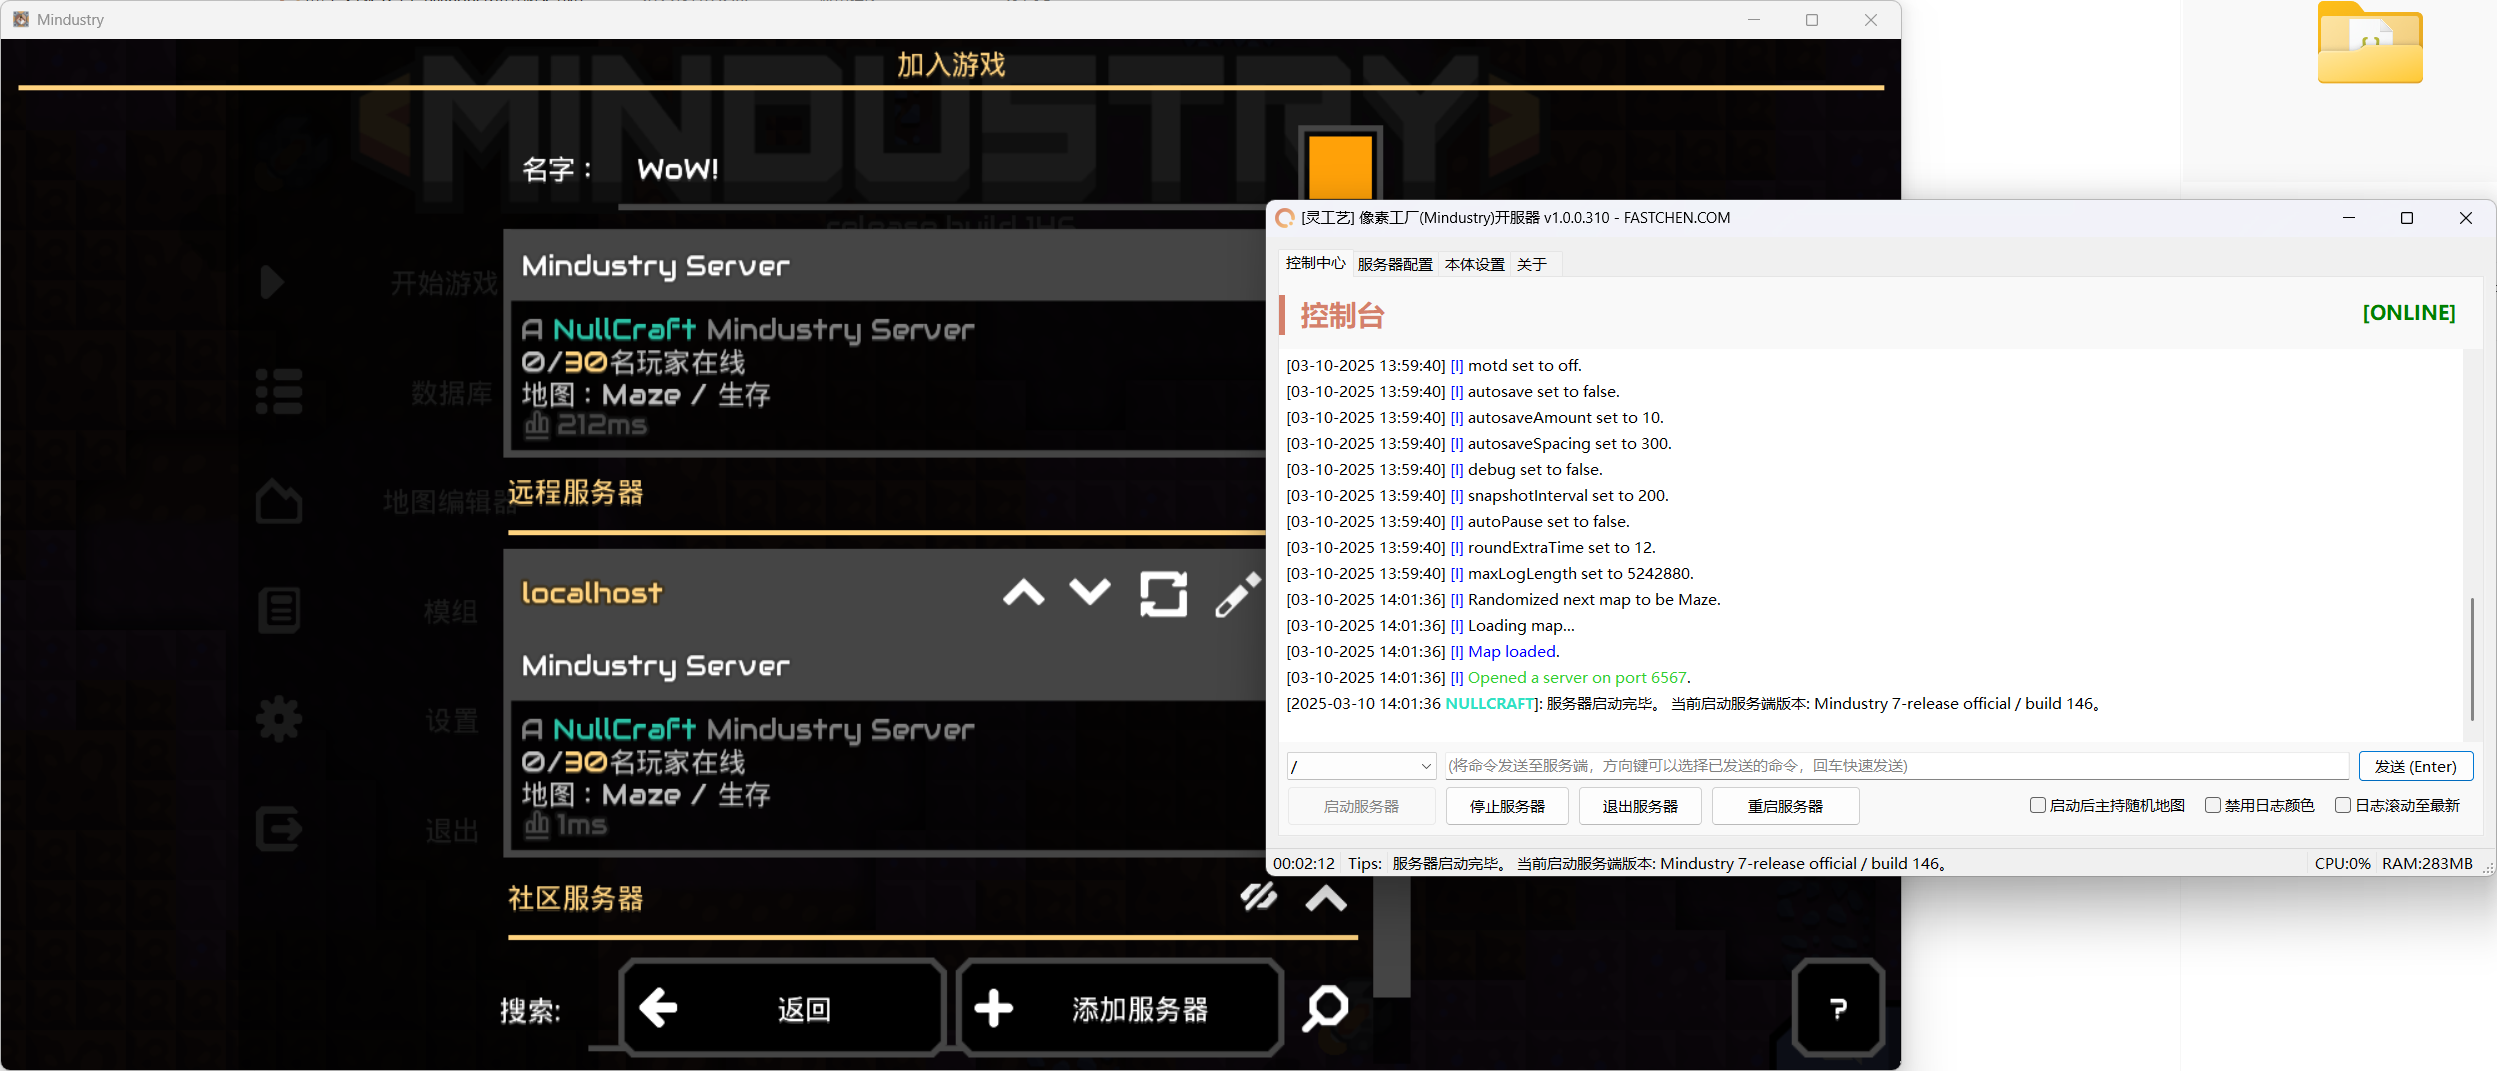 Mindustry
加入游戏
MINDUSTRY
名字：
WoW!
release build 146
Mindustry Server
A NullCraft Mindustry Server
0/30名玩家在线
地图：Maze / 生存
212ms
开始游戏
数据库
地图编辑器
模组
设置
退出
远程服务器
localhost
Mindustry Server
A NullCraft Mindustry Server
0/30名玩家在线
地图：Maze / 生存
1ms
社区服务器
搜索:
返回
添加服务器
?
[灵工艺] 像素工厂(Mindustry)开服器 v1.0.0.310 - FASTCHEN.COM
控制中心 服务器配置 本体设置 关于
控制台
[ONLINE]
[03-10-2025 13:59:40] [I] motd set to off.
[03-10-2025 13:59:40] [I] autosave set to false.
[03-10-2025 13:59:40] [I] autosaveAmount set to 10.
[03-10-2025 13:59:40] [I] autosaveSpacing set to 300.
[03-10-2025 13:59:40] [I] debug set to false.
[03-10-2025 13:59:40] [I] snapshotInterval set to 200.
[03-10-2025 13:59:40] [I] autoPause set to false.
[03-10-2025 13:59:40] [I] roundExtraTime set to 12.
[03-10-2025 13:59:40] [I] maxLogLength set to 5242880.
[03-10-2025 14:01:36] [I] Randomized next map to be Maze.
[03-10-2025 14:01:36] [I] Loading map...
[03-10-2025 14:01:36] [I] Map loaded.
[03-10-2025 14:01:36] [I] Opened a server on port 6567.
[2025-03-10 14:01:36 NULLCRAFT]: 服务器启动完毕。 当前启动服务端版本: Mindustry 7-release official / build 146。
/
(将命令发送至服务端，方向键可以选择已发送的命令，回车快速发送)
发送 (Enter)
启动服务器 停止服务器 退出服务器 重启服务器
启动后主持随机地图 禁用日志颜色 日志滚动至最新
00:02:12 Tips: 服务器启动完毕。 当前启动服务端版本: Mindustry 7-release official / build 146。 CPU:0% RAM:283MB